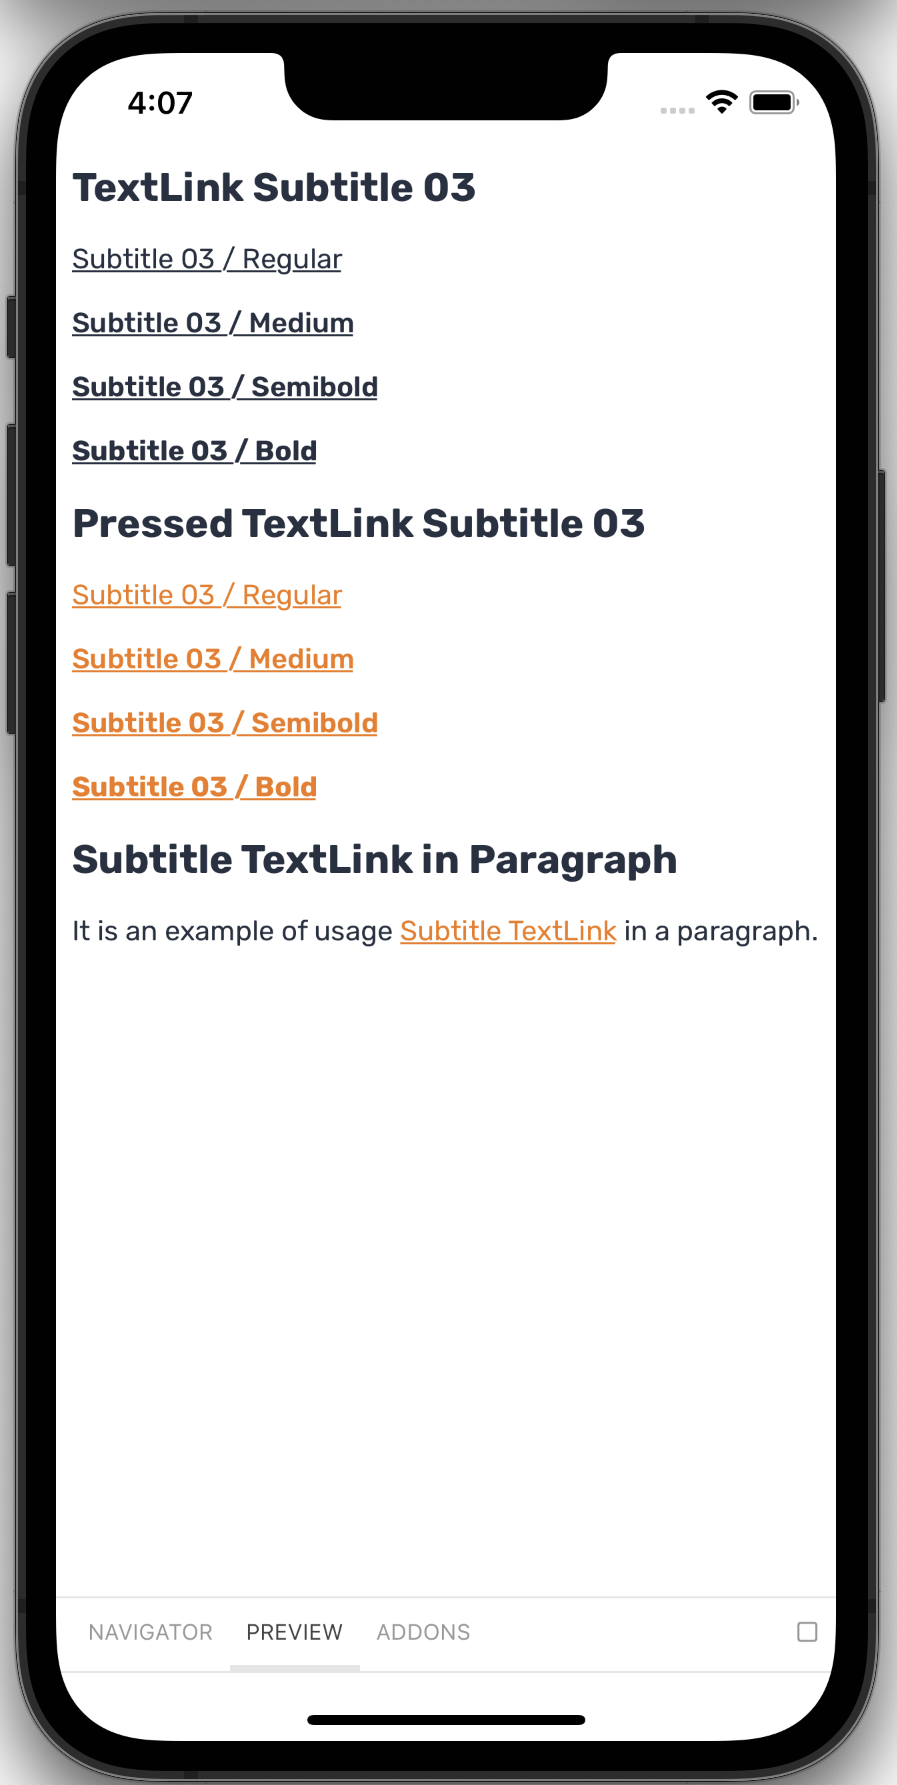 4:07
TextLink Subtitle 03
Subtitle 03 / Regular
Subtitle 03 / Medium
Subtitle 03 / Semibold
Subtitle 03 / Bold
Pressed TextLink Subtitle 03
Subtitle 03 / Regular
Subtitle 03 / Medium
Subtitle 03 / Semibold
Subtitle 03 / Bold
Subtitle TextLink in Paragraph
It is an example of usage Subtitle TextLink in a paragraph.
NAVIGATOR PREVIEW ADDONS